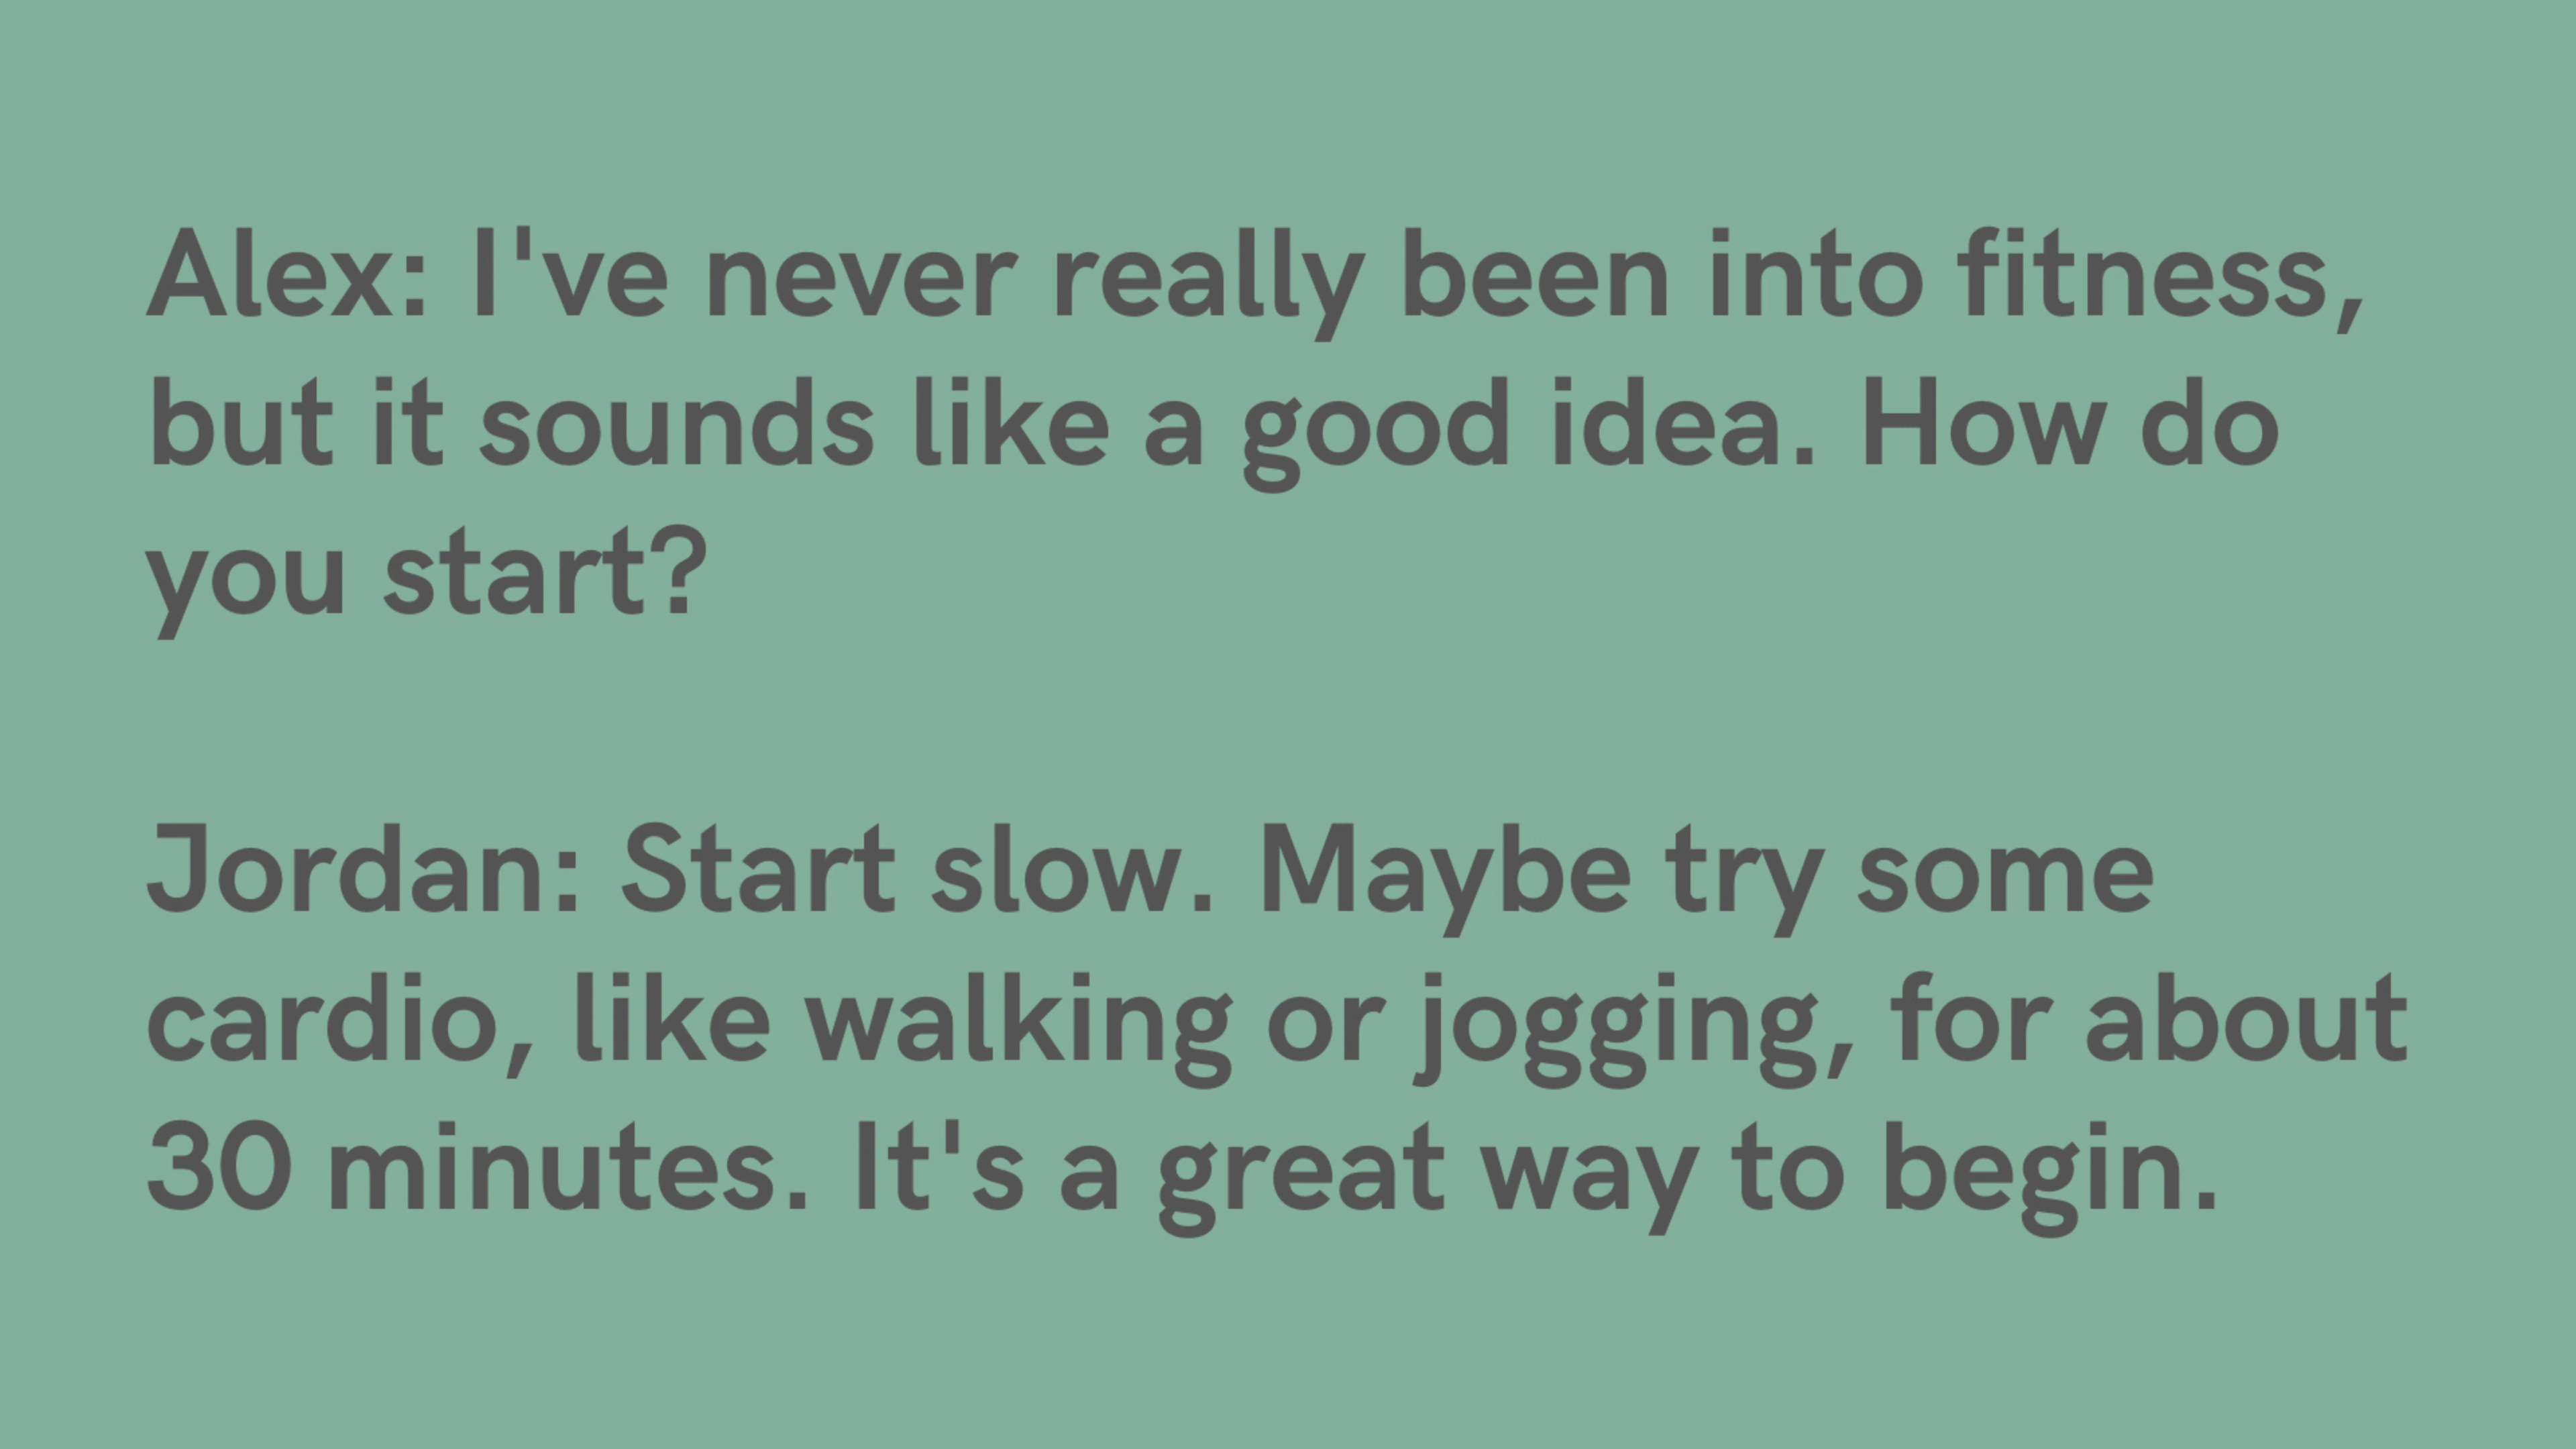 Alex: I've never really been into fitness,
but it sounds like a good idea. How do
you start?
Jordan: Start slow. Maybe try some
cardio, like walking or jogging, for about
30 minutes. It's a great way to begin.